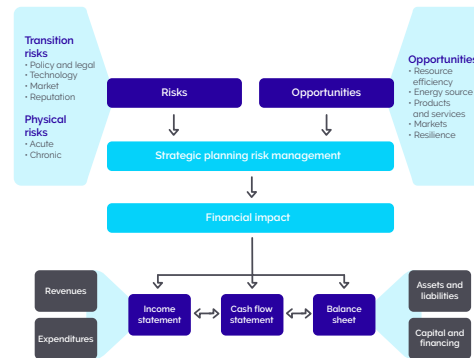 Transition
risks
• Policy and legal
• Technology
• Market
• Reputation
Physical
risks
• Acute
• Chronic
Risks
Opportunities
Opportunities
• Resource
efficiency
• Energy source
• Products
and services
• Markets
• Resilience
Strategic planning risk management
Financial impact
Revenues
Expenditures
Income
statement
Cash flow
statement
Balance
sheet
Assets and
liabilities
Capital and
financing